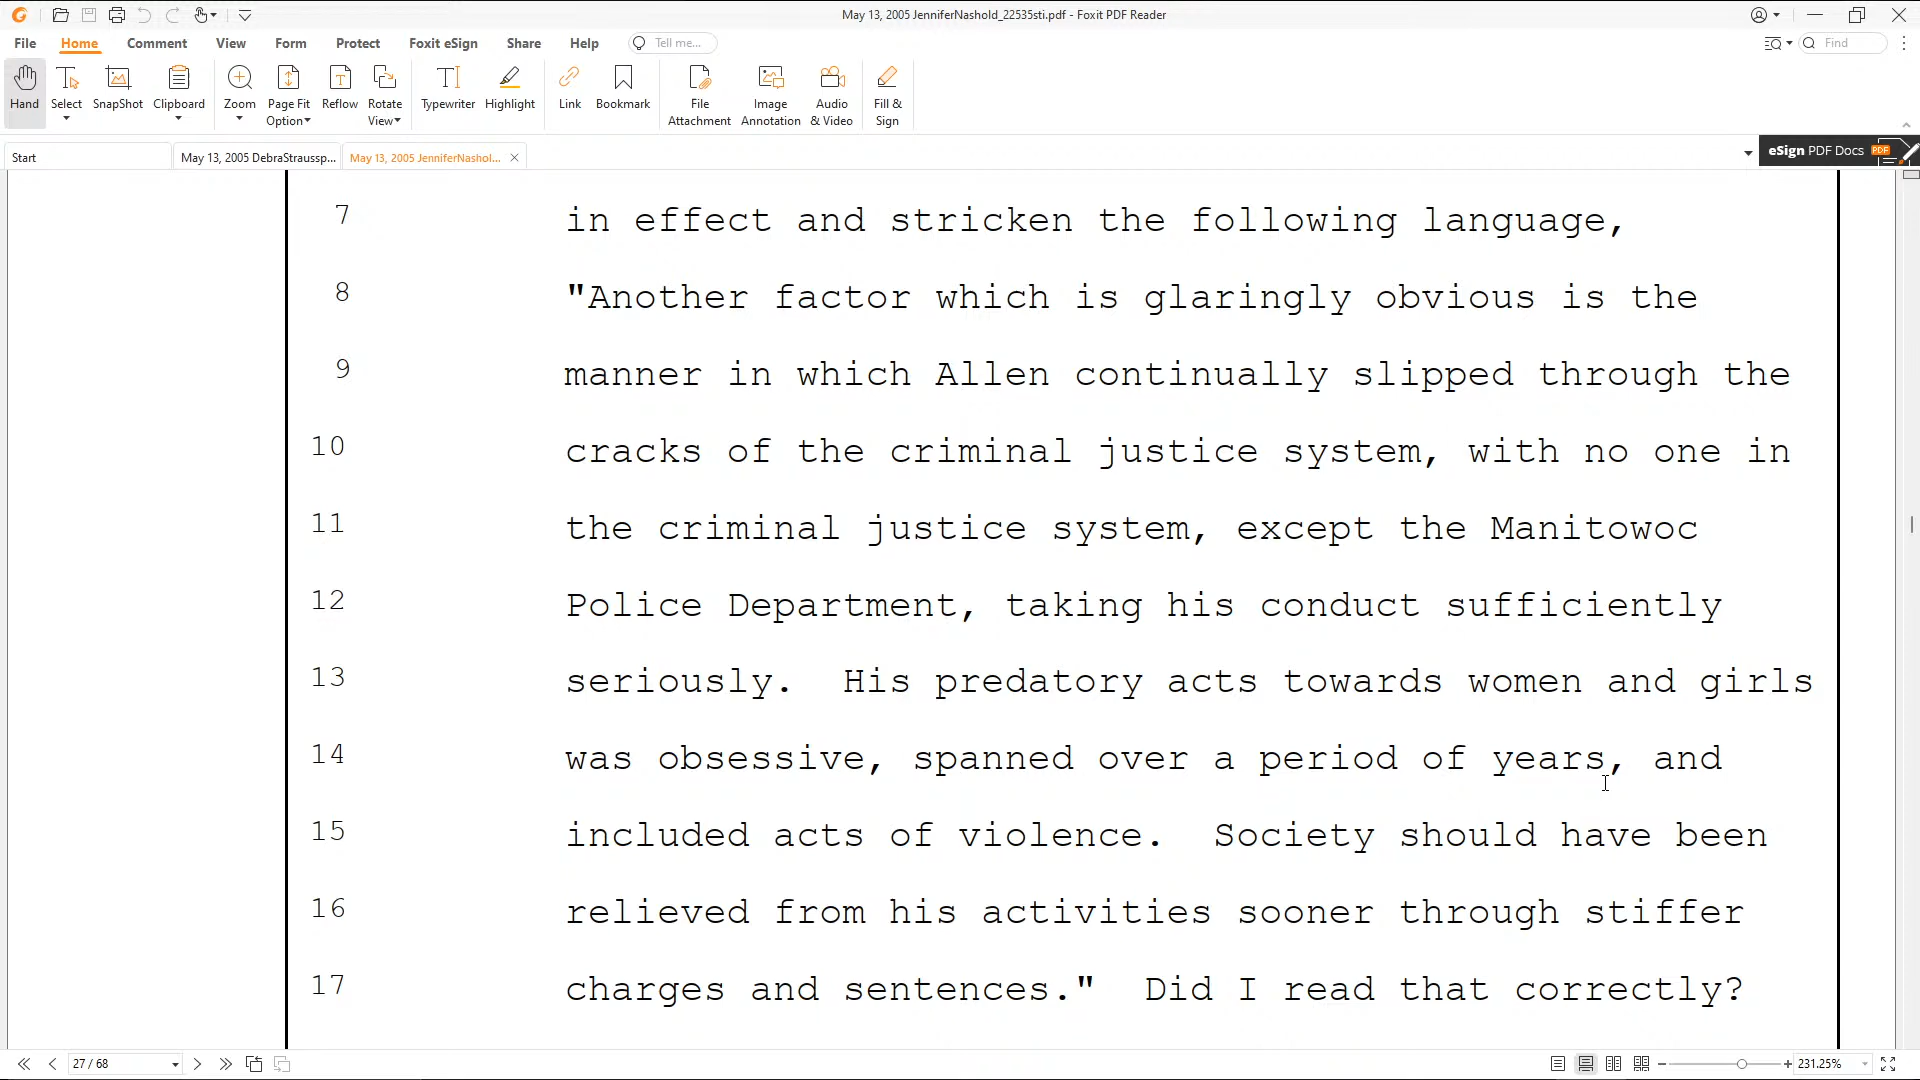 May 13, 2005 JenniferNashold_22535sti.pdf - Foxit PDF Reader
File Home Comment View Form Protect Foxit eSign Share Help Tell me... Find
Hand Select SnapShot Clipboard Zoom Page Fit Option Reflow Rotate View Typewriter Highlight Link Bookmark File Attachment Image Annotation Audio & Video Fill & Sign
Start May 13, 2005 DebraStraussp... May 13, 2005 JenniferNashol... eSign PDF Docs PDF
7 in effect and stricken the following language,
8 "Another factor which is glaringly obvious is the
9 manner in which Allen continually slipped through the
10 cracks of the criminal justice system, with no one in
11 the criminal justice system, except the Manitowoc
12 Police Department, taking his conduct sufficiently
13 seriously. His predatory acts towards women and girls
14 was obsessive, spanned over a period of years, and
15 included acts of violence. Society should have been
16 relieved from his activities sooner through stiffer
17 charges and sentences." Did I read that correctly?
27 / 68 231.25%